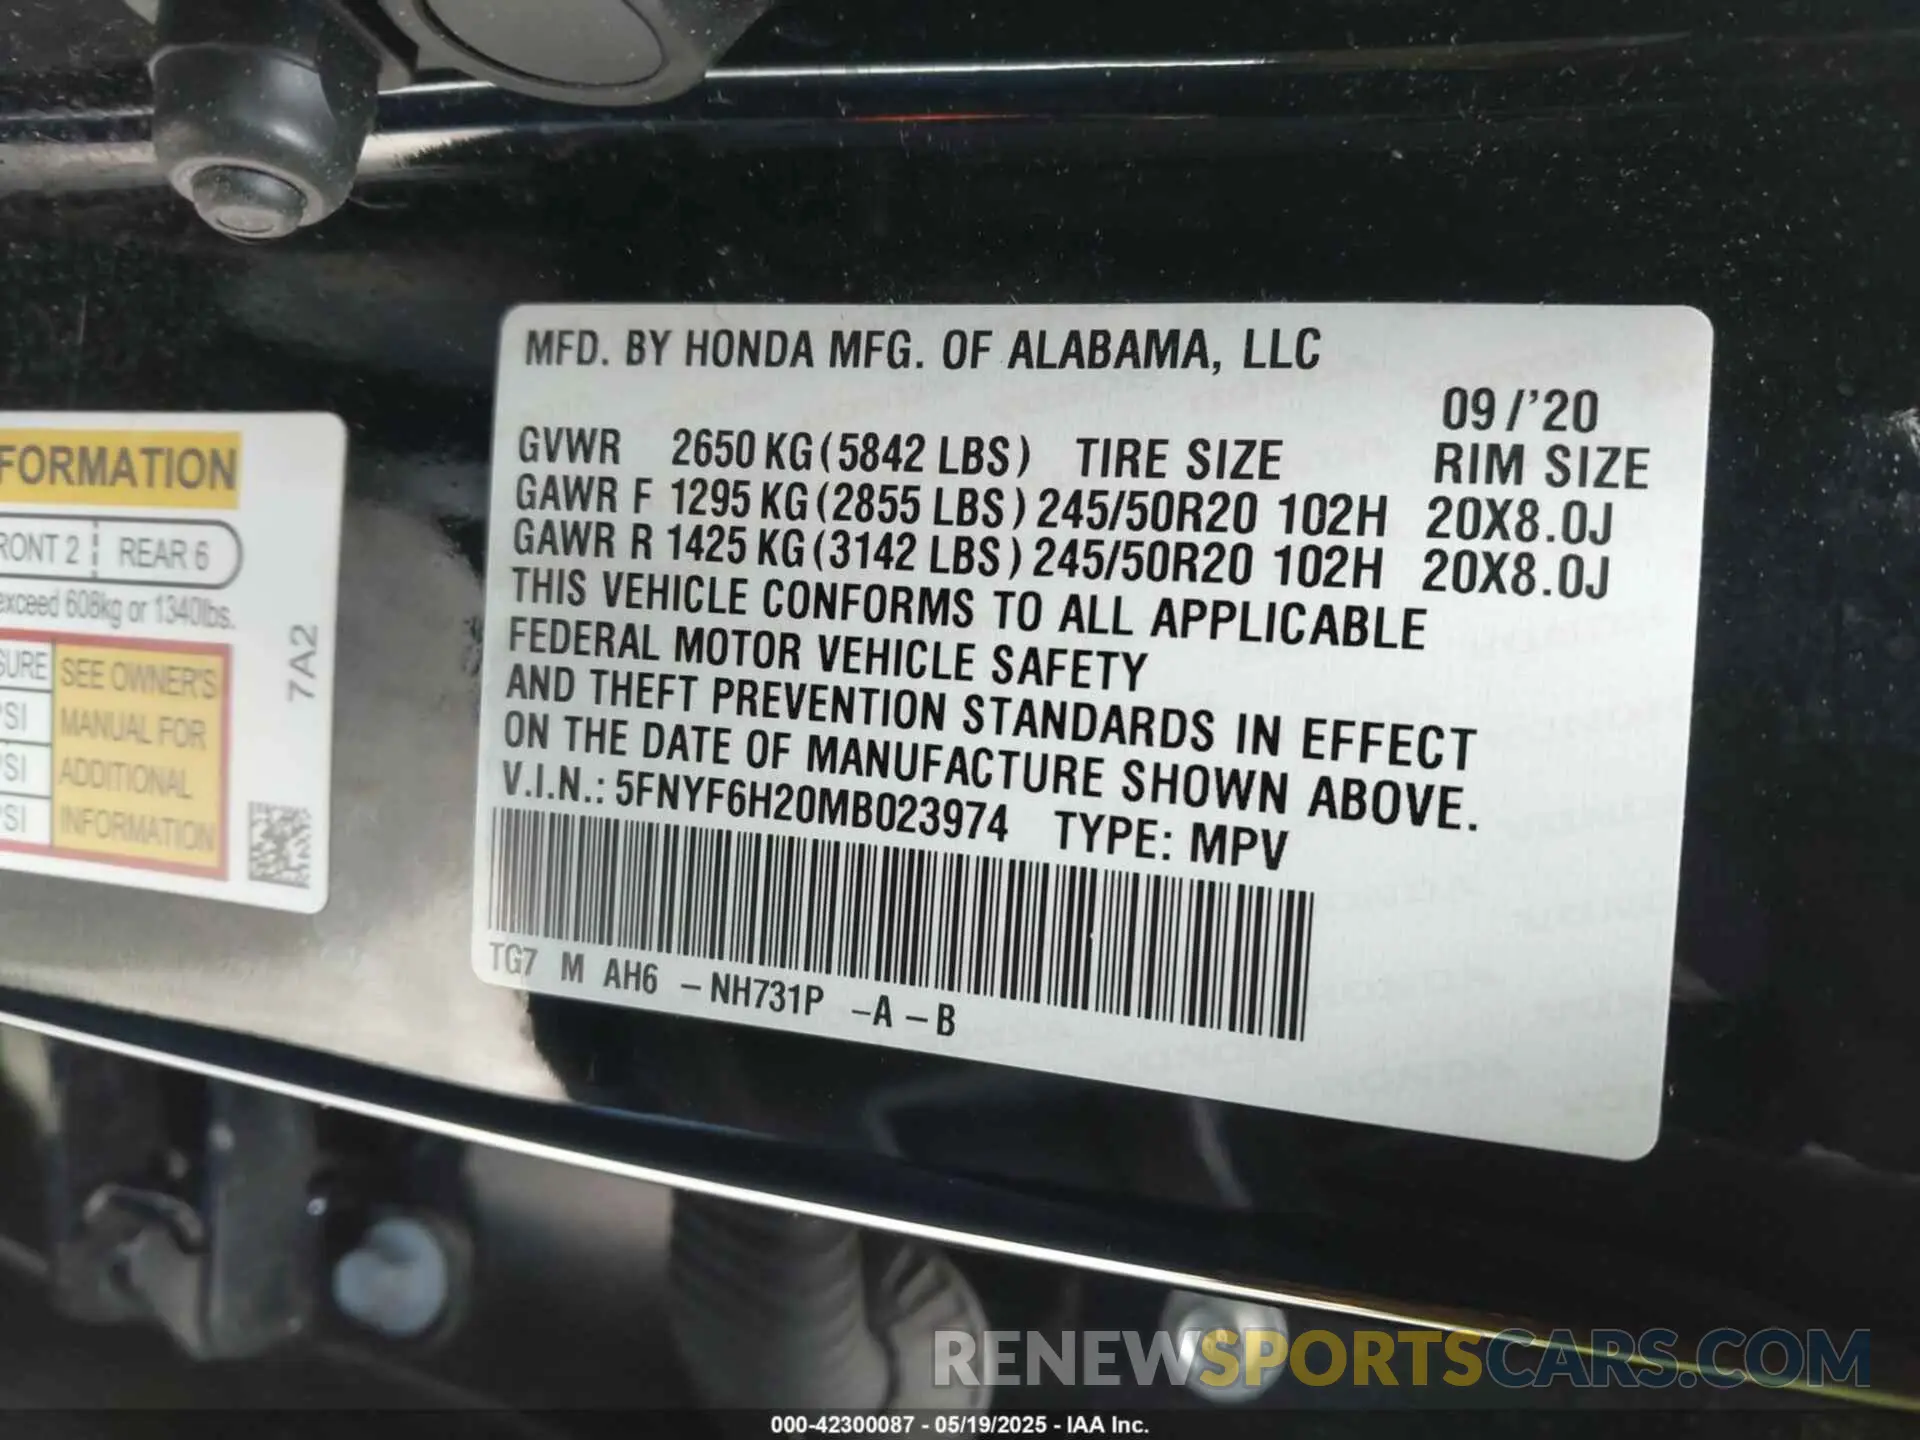 MFD. BY HONDA MFG. OF ALABAMA, LLC
09/'20
GVWR 2650 KG (5842 LBS) TIRE SIZE RIM SIZE
GAWR F 1295 KG (2855 LBS) 245/50R20 102H 20X8.0J
GAWR R 1425 KG (3142 LBS) 245/50R20 102H 20X8.0J
THIS VEHICLE CONFORMS TO ALL APPLICABLE
FEDERAL MOTOR VEHICLE SAFETY
AND THEFT PREVENTION STANDARDS IN EFFECT
ON THE DATE OF MANUFACTURE SHOWN ABOVE.
V.I.N.: 5FNYF6H20MB023974 TYPE: MPV
TG7 M AH6 –NH731P –A –B
FORMATION
RONT 2 REAR 6
exceed 608kg or 1340lbs.
SURE
PSI
PSI
PSI
SEE OWNER'S
MANUAL FOR
ADDITIONAL
INFORMATION
7A2
RENEWSPORTSCARS.COM
000-42300087 - 05/19/2025 - IAA Inc.